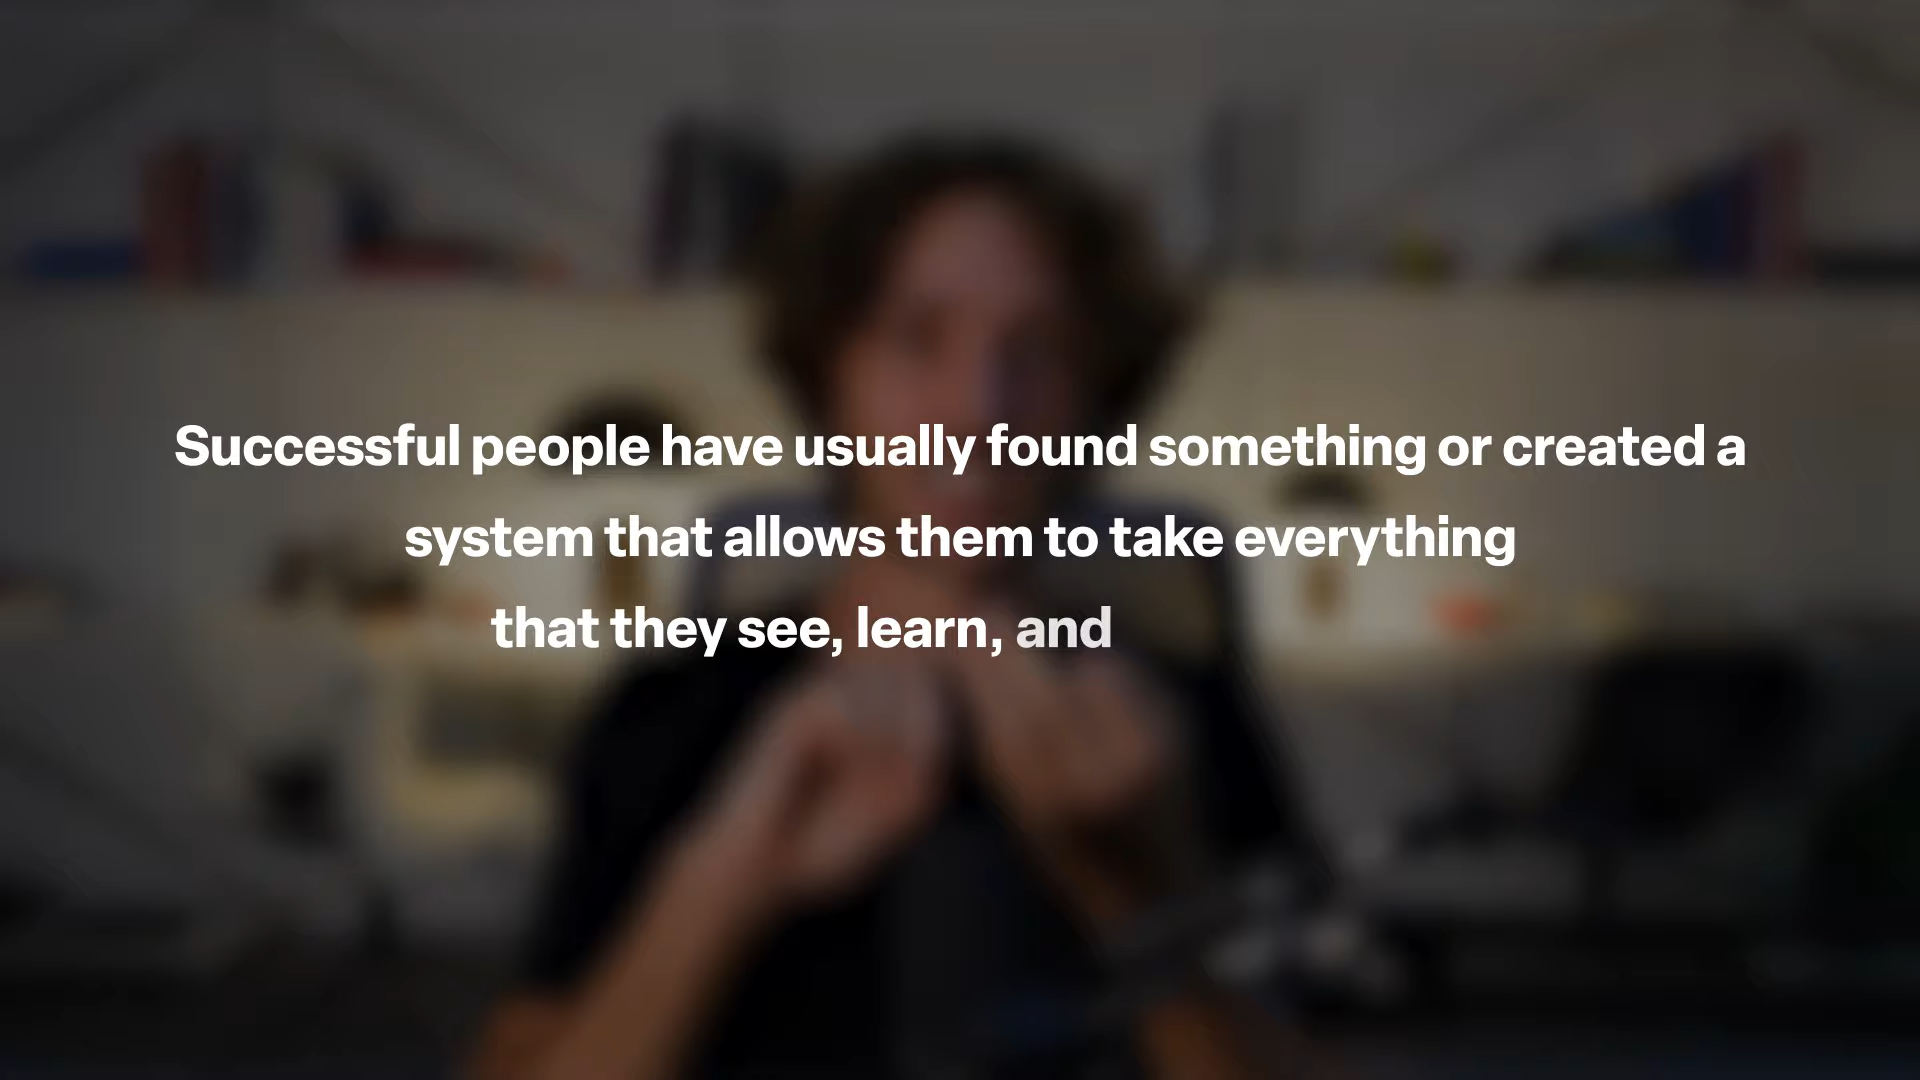 Successful people have usually found something or created a
system that allows them to take everything
that they see, learn, and